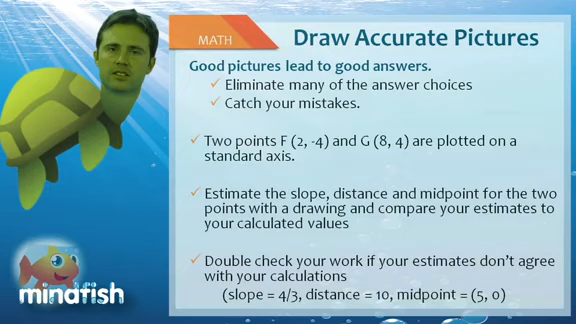 MATH
Draw Accurate Pictures
Good pictures lead to good answers.
✓ Eliminate many of the answer choices
✓ Catch your mistakes.
✓ Two points F (2, -4) and G (8, 4) are plotted on a
standard axis.
✓ Estimate the slope, distance and midpoint for the two
points with a drawing and compare your estimates to
your calculated values
✓ Double check your work if your estimates don't agree
with your calculations
(slope = 4/3, distance = 10, midpoint = (5, 0)
minafish